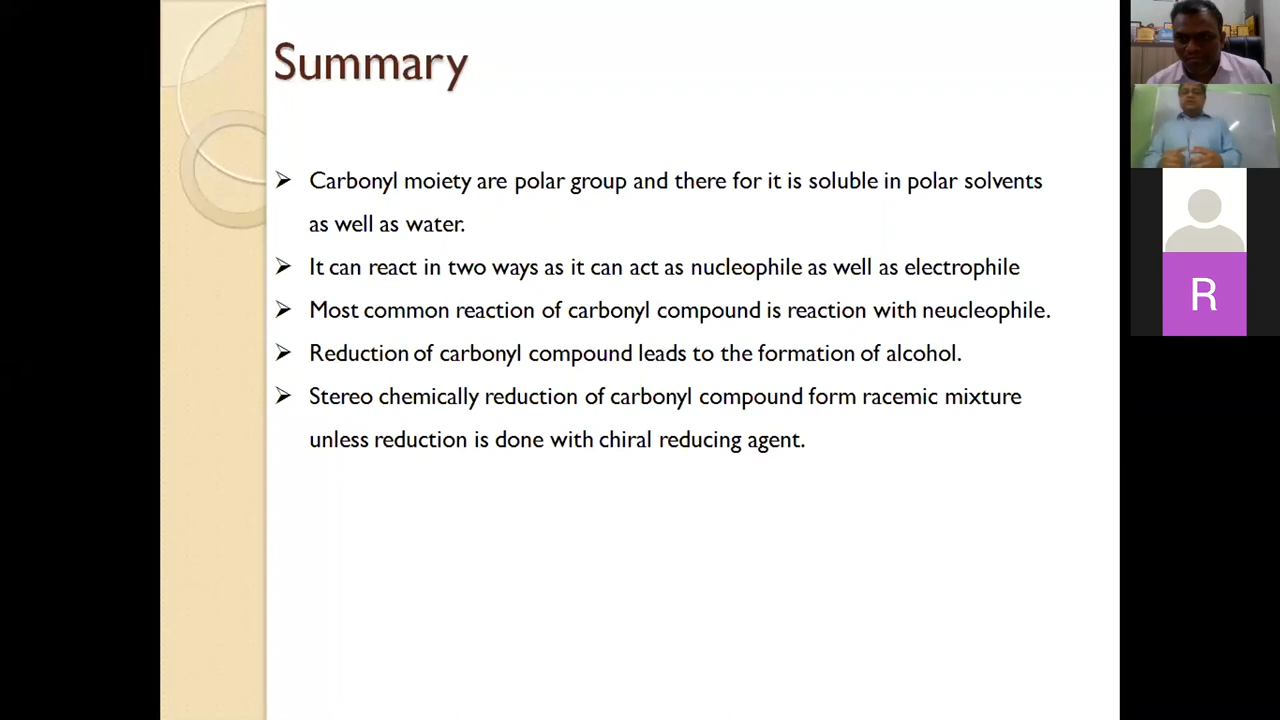 Summary
Carbonyl moiety are polar group and there for it is soluble in polar solvents
as well as water.
It can react in two ways as it can act as nucleophile as well as electrophile
Most common reaction of carbonyl compound is reaction with neucleophile.
Reduction of carbonyl compound leads to the formation of alcohol.
Stereo chemically reduction of carbonyl compound form racemic mixture
unless reduction is done with chiral reducing agent.
R